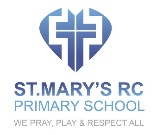 ST.MARY'S RC
PRIMARY SCHOOL
WE PRAY, PLAY & RESPECT ALL